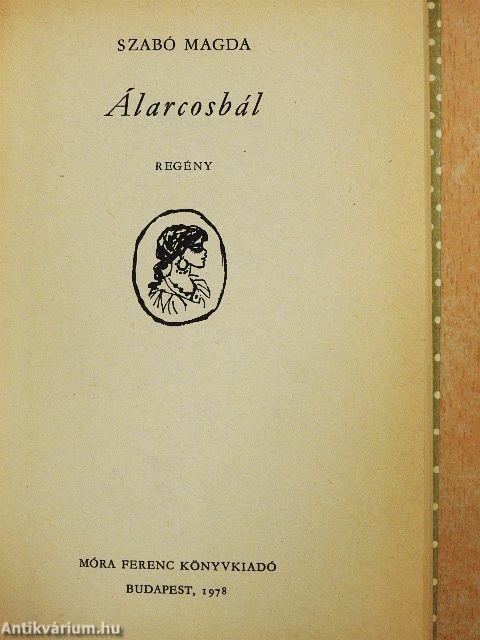 SZABÓ MAGDA
Álarcosbál
REGÉNY
MÓRA FERENC KÖNYVKIADÓ
BUDAPEST, 1978
Antikvárium.hu